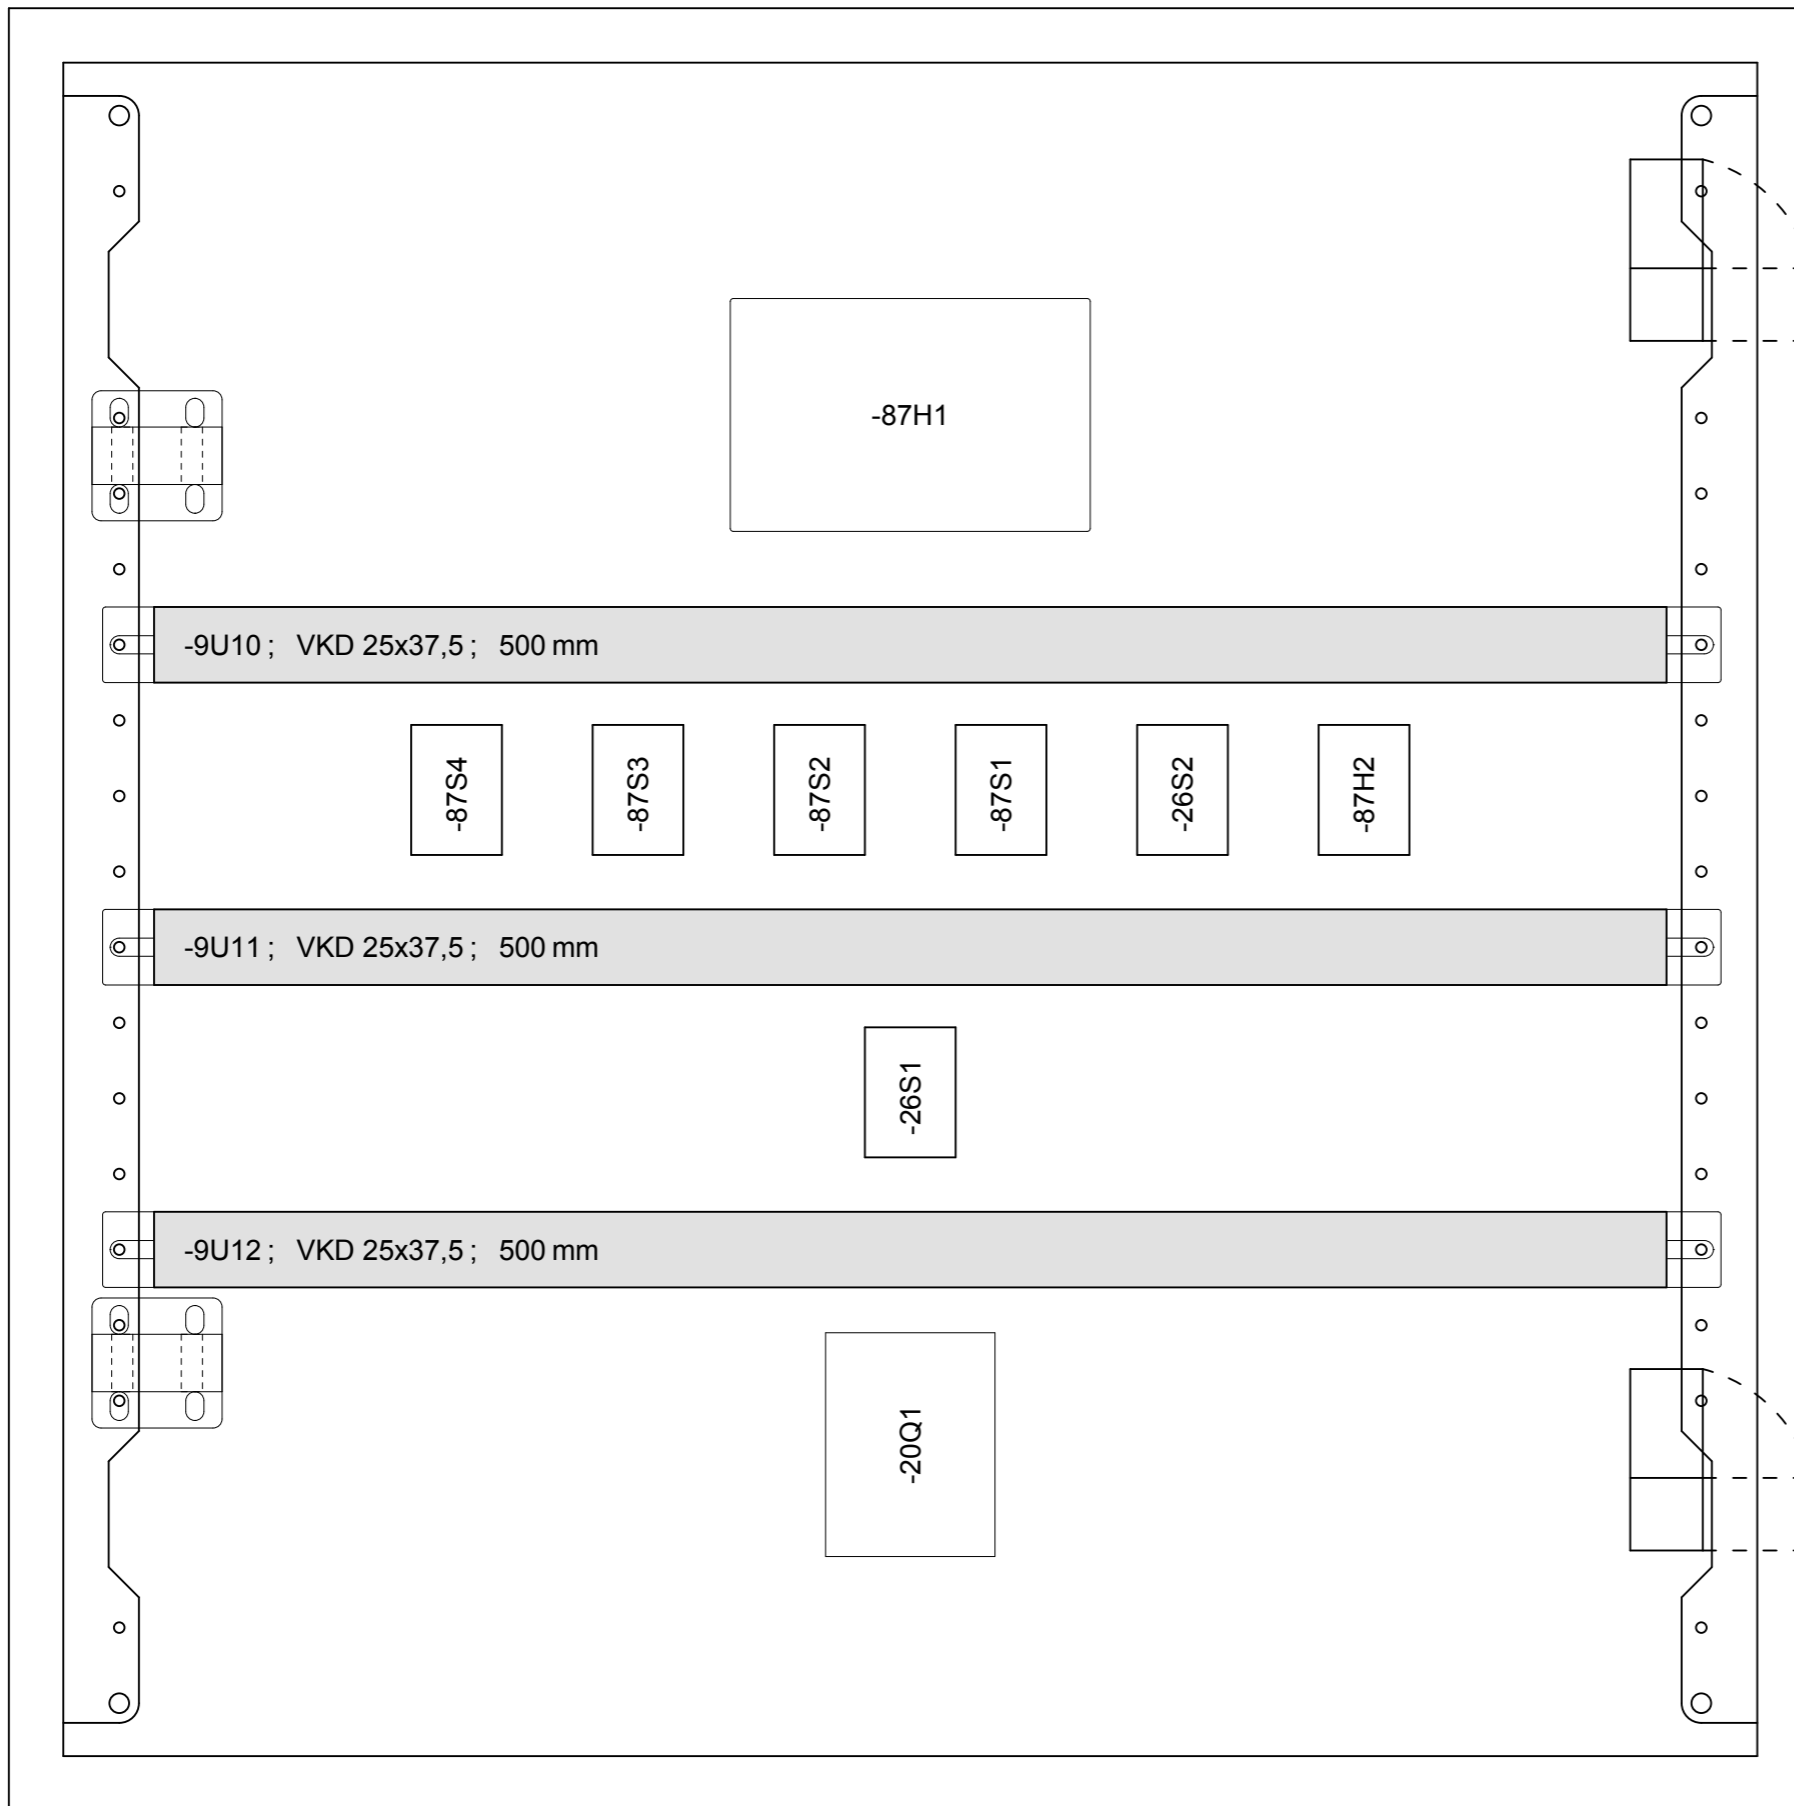 -87H1
-9U10 ; VKD 25x37,5 ; 500 mm
-87S4
-87S3
-87S2
-87S1
-26S2
-87H2
-9U11 ; VKD 25x37,5 ; 500 mm
-26S1
-9U12 ; VKD 25x37,5 ; 500 mm
-20Q1